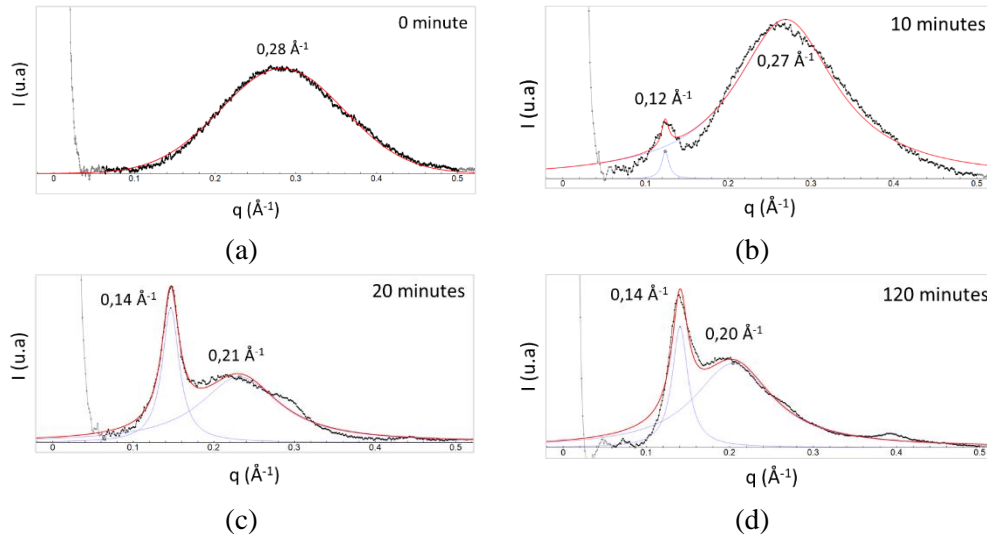 0 minute
0,28 Å-1
I (u.a)
0 0.1 0.2 0.3 0.4 0.5
q (Å-1)
(a)
10 minutes
0,12 Å-1
0,27 Å-1
I (u.a)
0 0.1 0.2 0.3 0.4 0.5
q (Å-1)
(b)
20 minutes
0,14 Å-1
0,21 Å-1
I (u.a)
0 0.1 0.2 0.3 0.4 0.5
q (Å-1)
(c)
120 minutes
0,14 Å-1
0,20 Å-1
I (u.a)
0 0.1 0.2 0.3 0.4 0.5
q (Å-1)
(d)